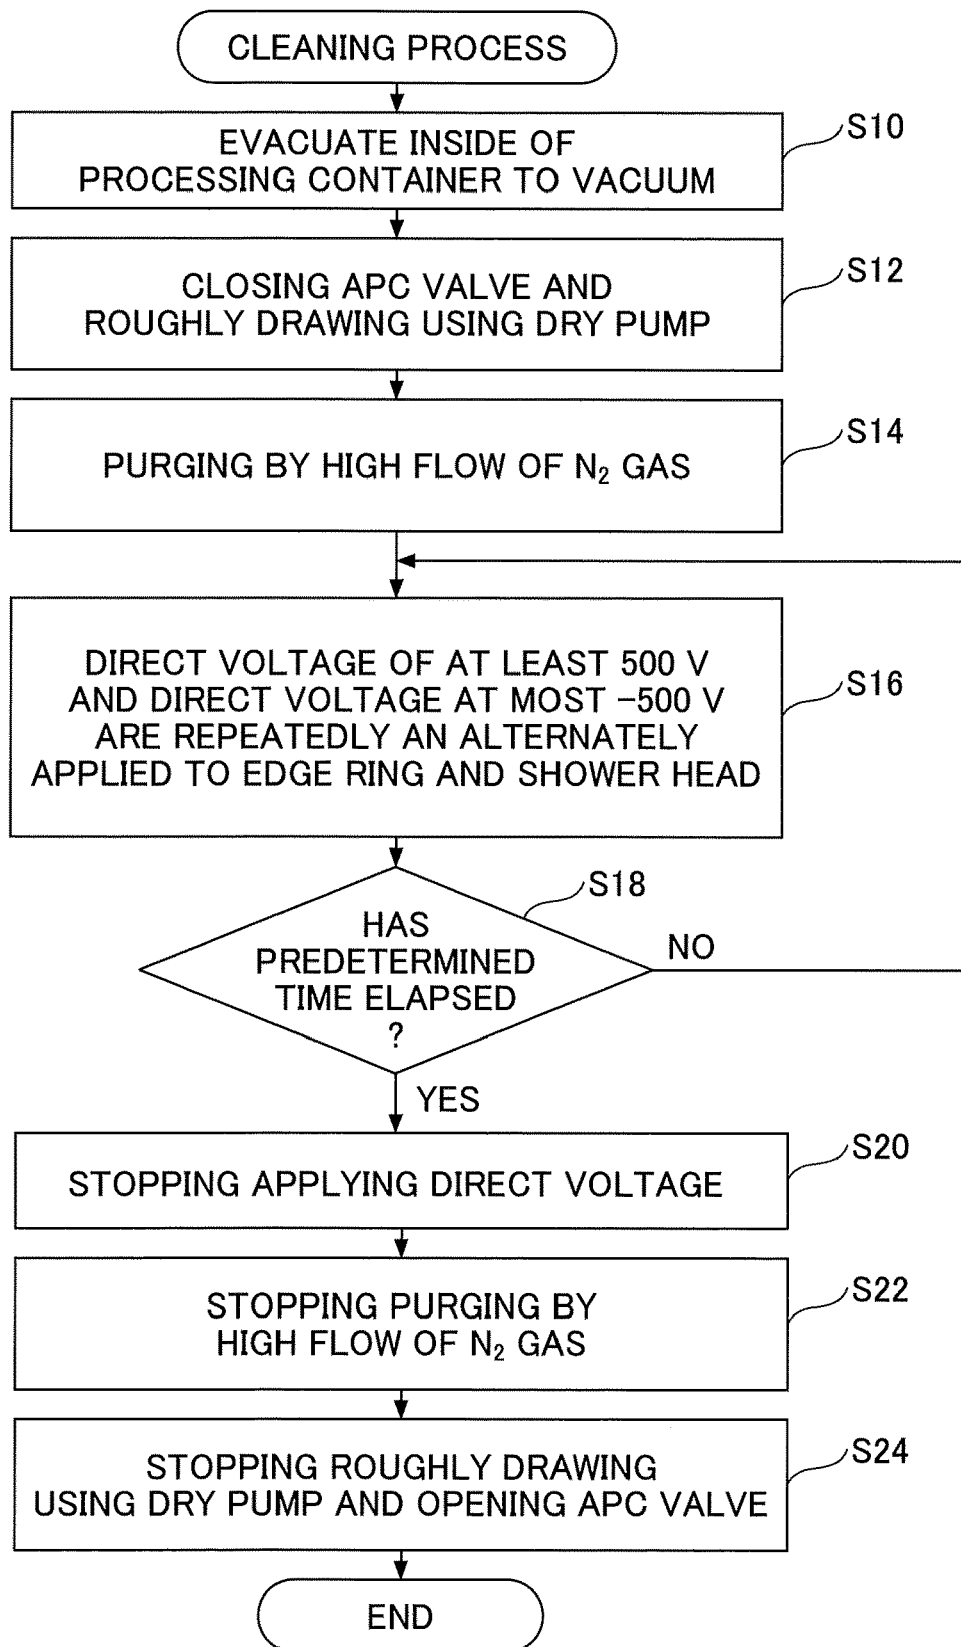 CLEANING PROCESS
S10
EVACUATE INSIDE OF
PROCESSING CONTAINER TO VACUUM
S12
CLOSING APC VALVE AND
ROUGHLY DRAWING USING DRY PUMP
S14
PURGING BY HIGH FLOW OF N₂ GAS
S16
DIRECT VOLTAGE OF AT LEAST 500 V
AND DIRECT VOLTAGE AT MOST −500 V
ARE REPEATEDLY AN ALTERNATELY
APPLIED TO EDGE RING AND SHOWER HEAD
S18
HAS
PREDETERMINED
TIME ELAPSED
?
NO
YES
S20
STOPPING APPLYING DIRECT VOLTAGE
S22
STOPPING PURGING BY
HIGH FLOW OF N₂ GAS
S24
STOPPING ROUGHLY DRAWING
USING DRY PUMP AND OPENING APC VALVE
END